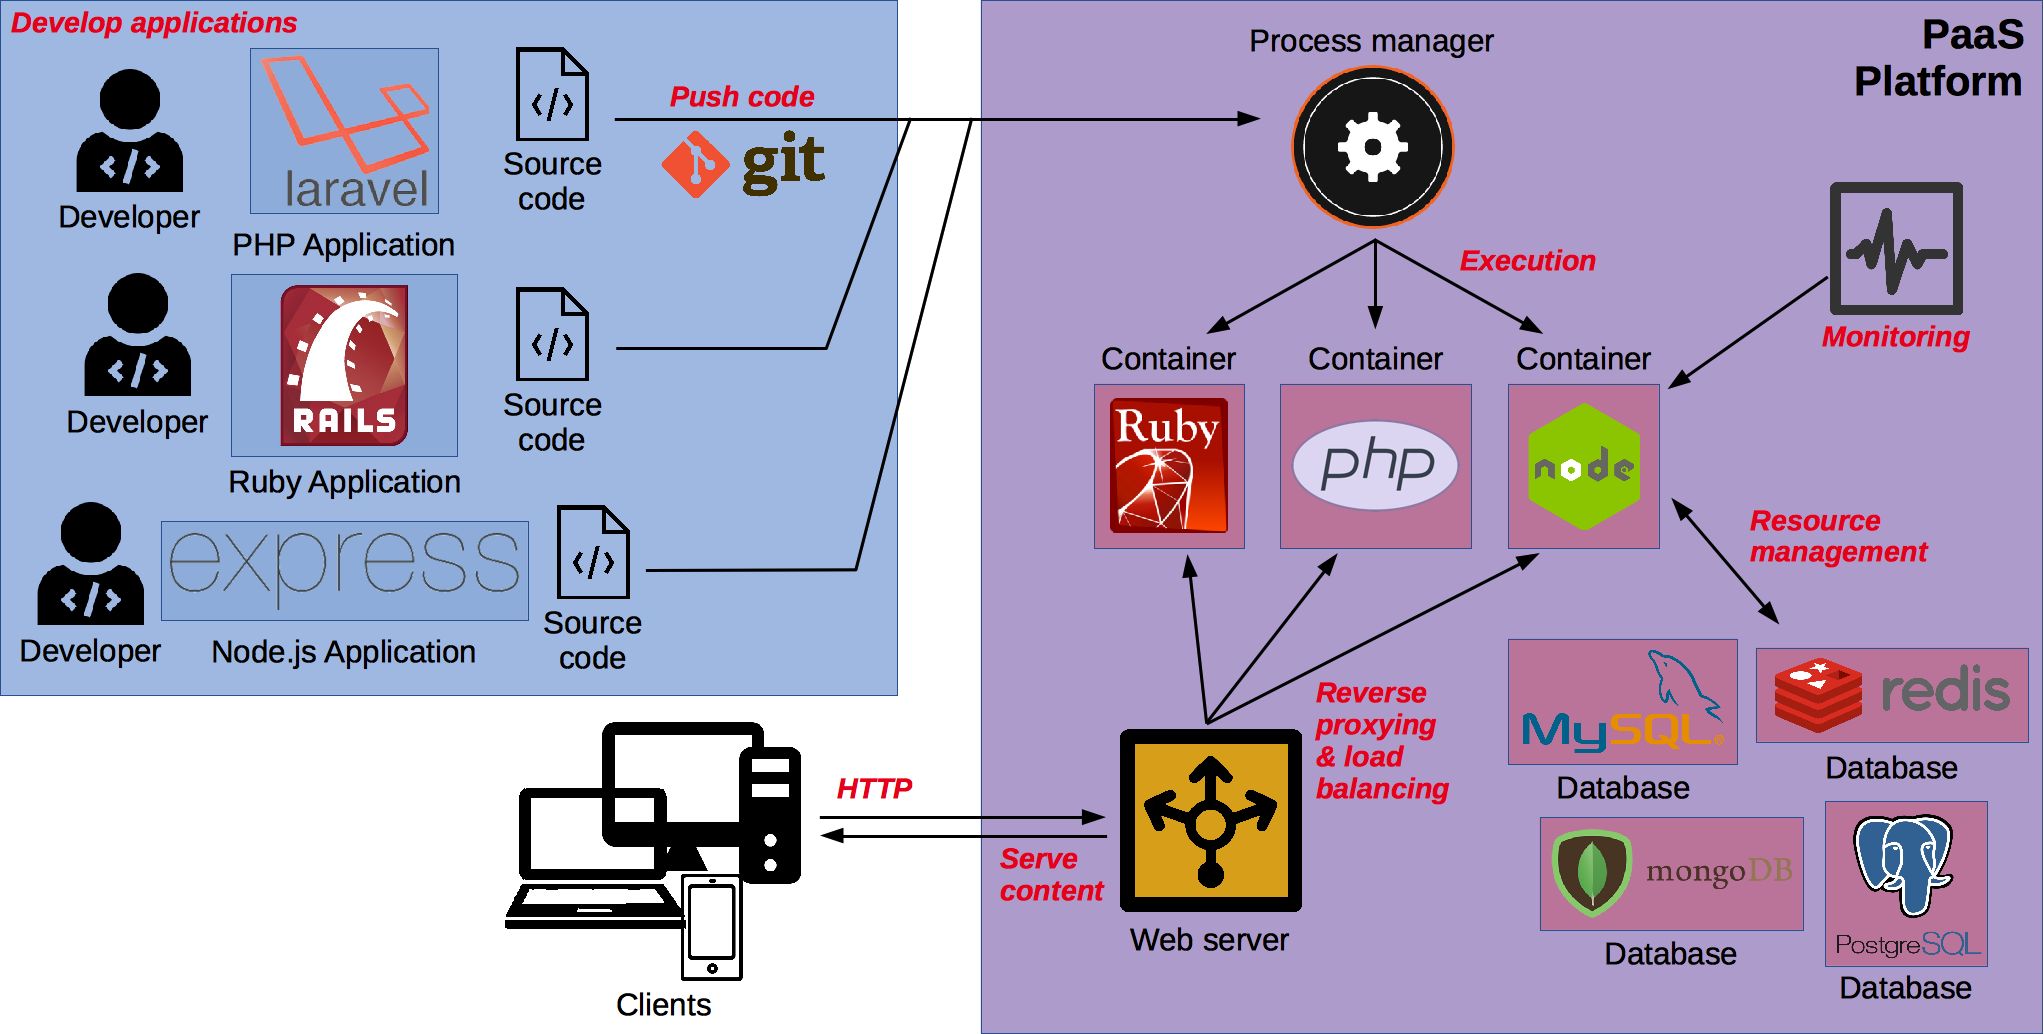 Develop applications
laravel
Developer
PHP Application
</>
Source
code
Push code
git
RAILS
Developer
Ruby Application
</>
Source
code
express
Developer
Node.js Application
</>
Source
code
PaaS
Platform
Process manager
Execution
Monitoring
Container
Container
Container
Ruby
php
node
Resource
management
Reverse
proxying
& load
balancing
HTTP
Serve
content
Clients
Web server
MySQL®
Database
redis
Database
mongoDB
Database
PostgreSQL
Database